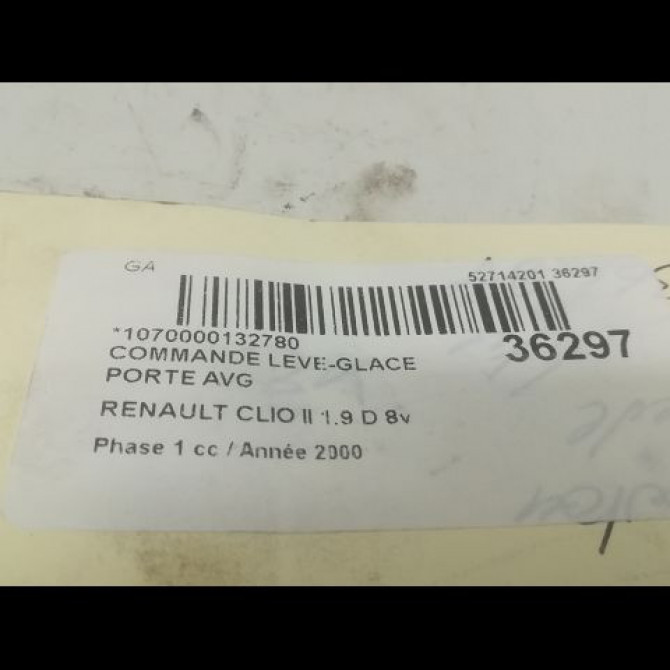 GA
52714201 36297
*1070000132780
36297
COMMANDE LEVE-GLACE
PORTE AVG
RENAULT CLIO II 1.9 D 8v
Phase 1 cc / Année 2000